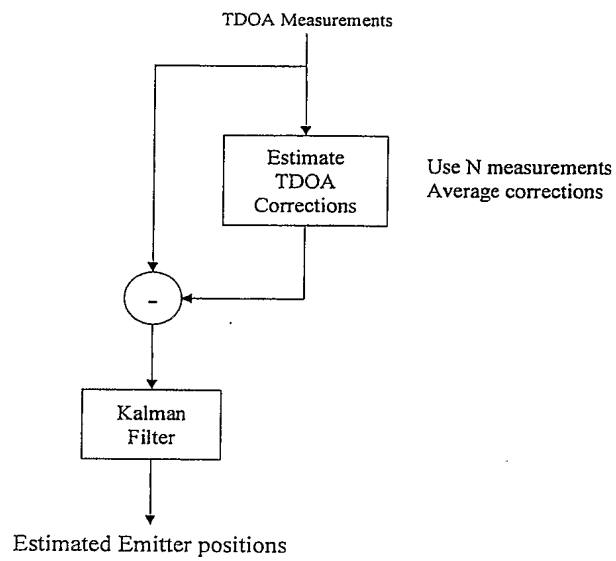 TDOA Measurements
Estimate
TDOA
Corrections
Use N measurements
Average corrections
-
Kalman
Filter
Estimated Emitter positions